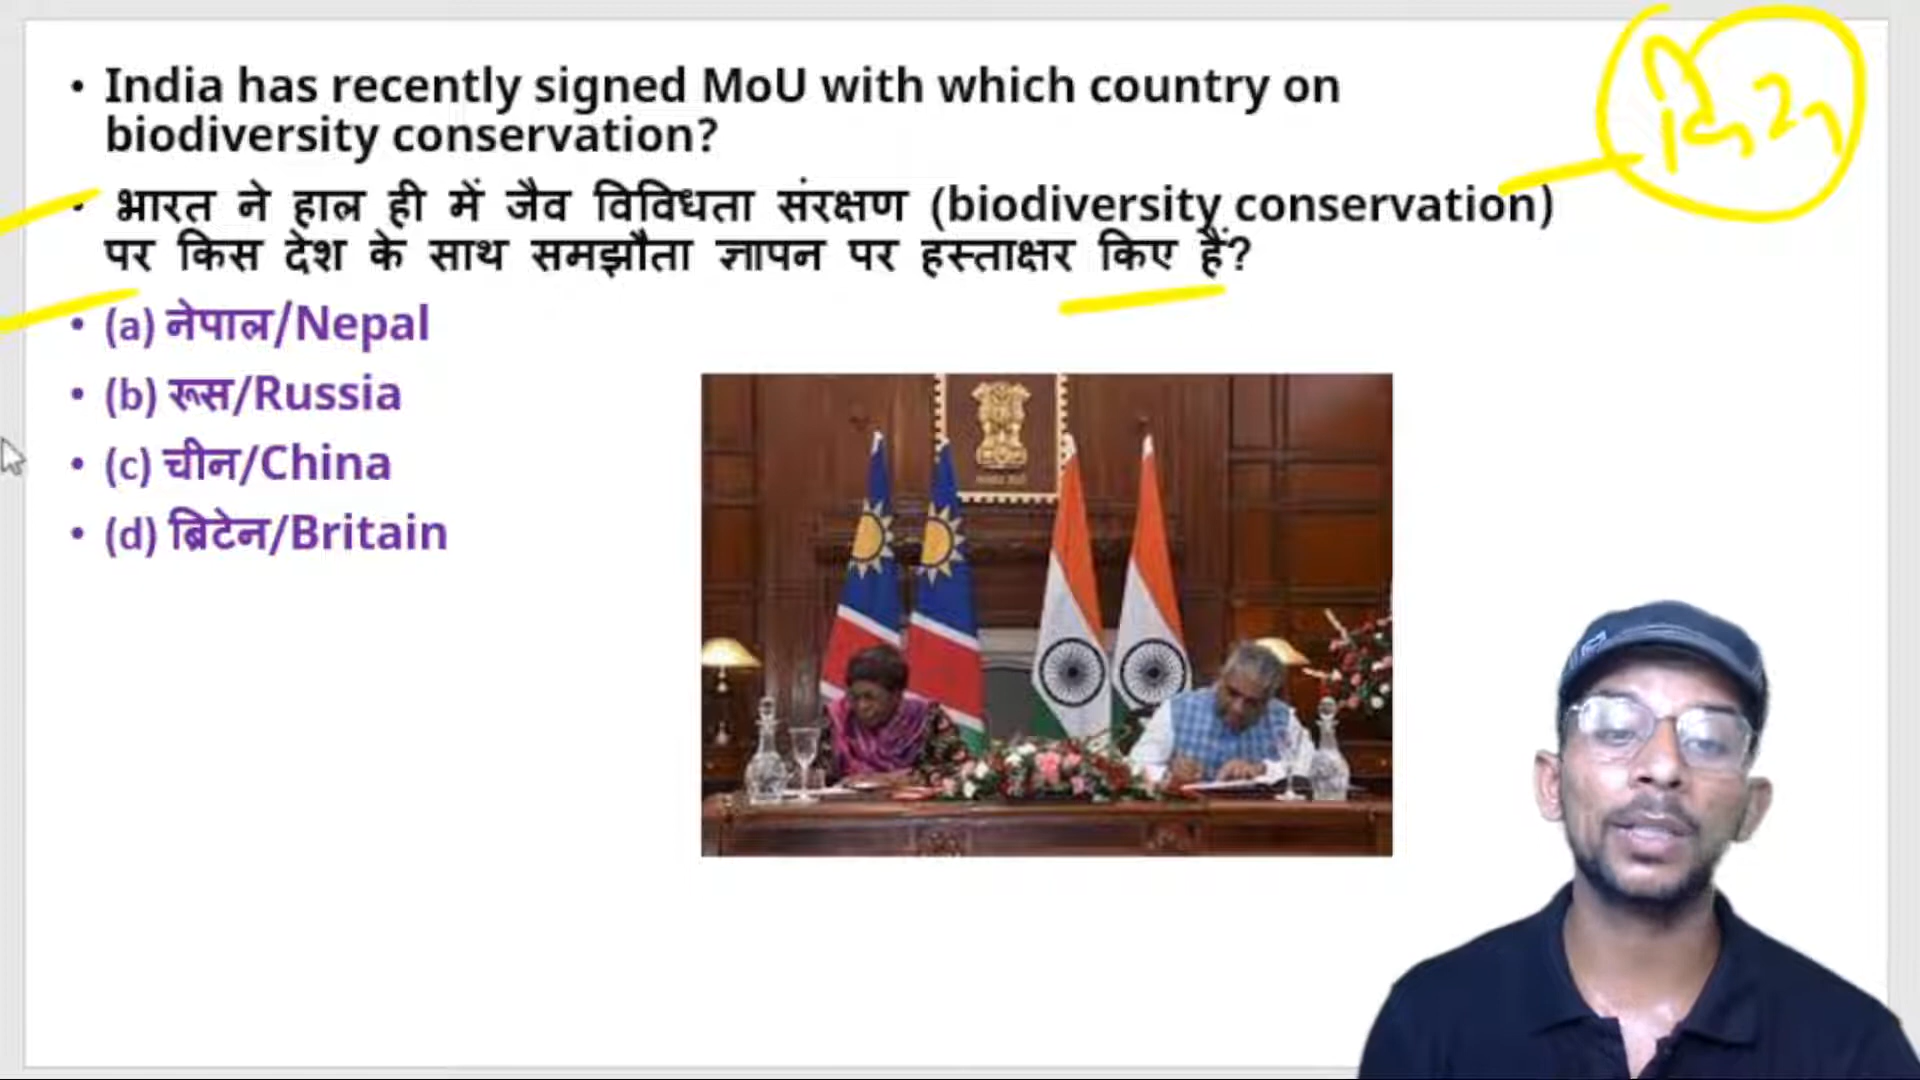 • India has recently signed MoU with which country on
biodiversity conservation?
• भारत ने हाल ही में जैव विविधता संरक्षण (biodiversity conservation)
पर किस देश के साथ समझौता ज्ञापन पर हस्ताक्षर किए हैं?
• (a) नेपाल/Nepal
• (b) रूस/Russia
• (c) चीन/China
• (d) ब्रिटेन/Britain